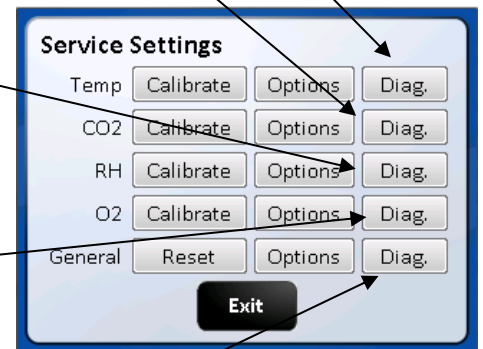 Service Settings
Temp Calibrate Options Diag.
CO2 Calibrate Options Diag.
RH Calibrate Options Diag.
O2 Calibrate Options Diag.
General Reset Options Diag.
Exit